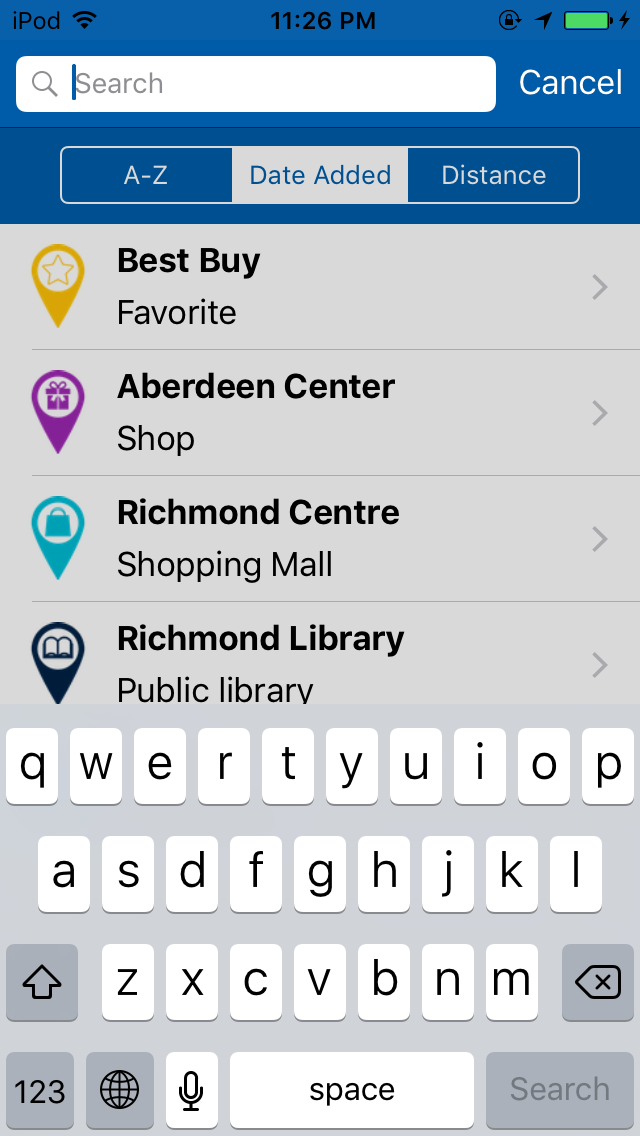 iPod 11:26 PM
Search Cancel
A-Z Date Added Distance
Best Buy
Favorite
Aberdeen Center
Shop
Richmond Centre
Shopping Mall
Richmond Library
Public library
q w e r t y u i o p
a s d f g h j k l
z x c v b n m
123 space Search